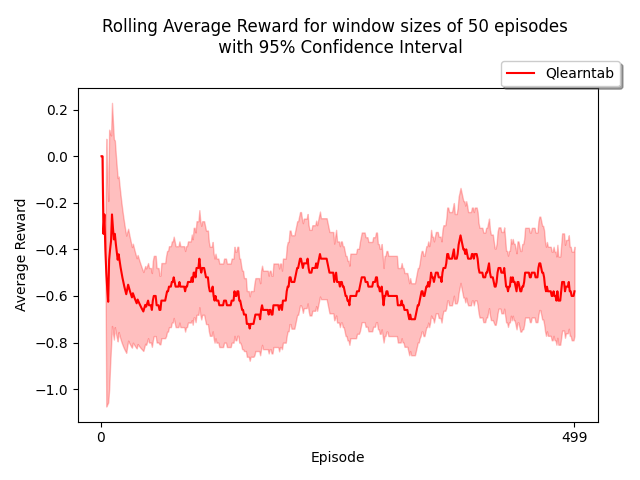 Rolling Average Reward for window sizes of 50 episodes
with 95% Confidence Interval
Qlearntab
0.2
0.0
−0.2
−0.4
−0.6
−0.8
−1.0
Average Reward
0
499
Episode